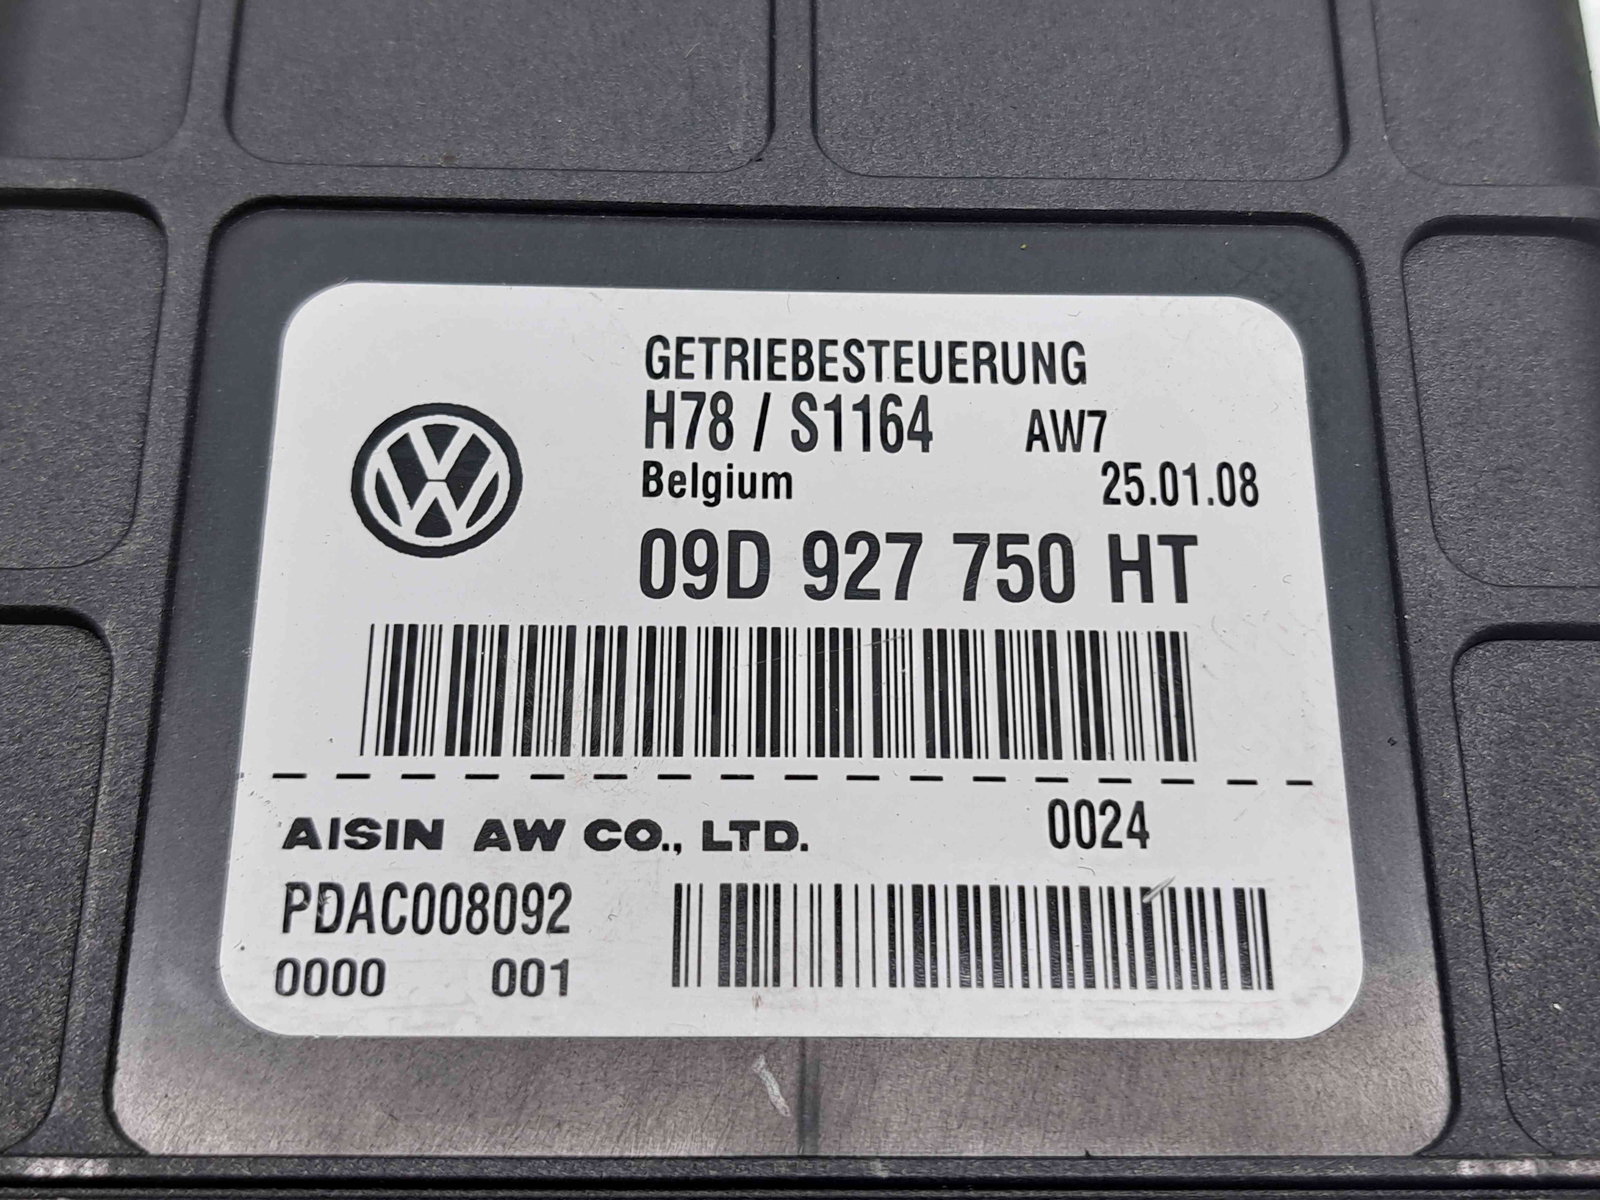 GETRIEBESTEUERUNG
H78 / S1164 AW7
Belgium 25.01.08
09D 927 750 HT
AISIN AW CO., LTD. 0024
PDAC008092
0000 001